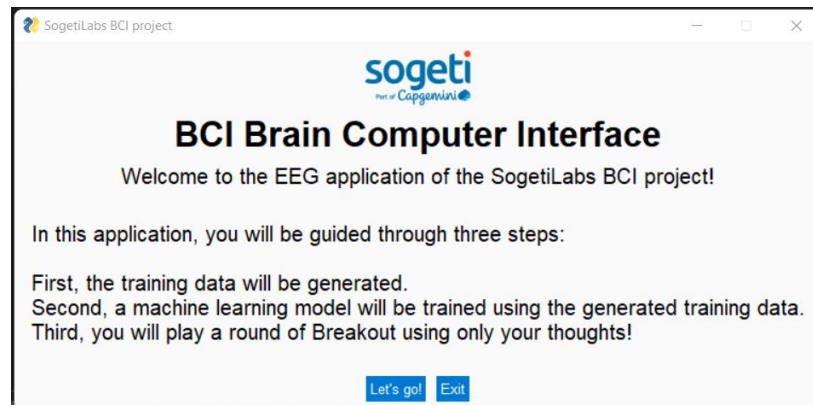 SogetiLabs BCI project
sogeti
Part of Capgemini
BCI Brain Computer Interface
Welcome to the EEG application of the SogetiLabs BCI project!
In this application, you will be guided through three steps:
First, the training data will be generated.
Second, a machine learning model will be trained using the generated training data.
Third, you will play a round of Breakout using only your thoughts!
Let's go! Exit